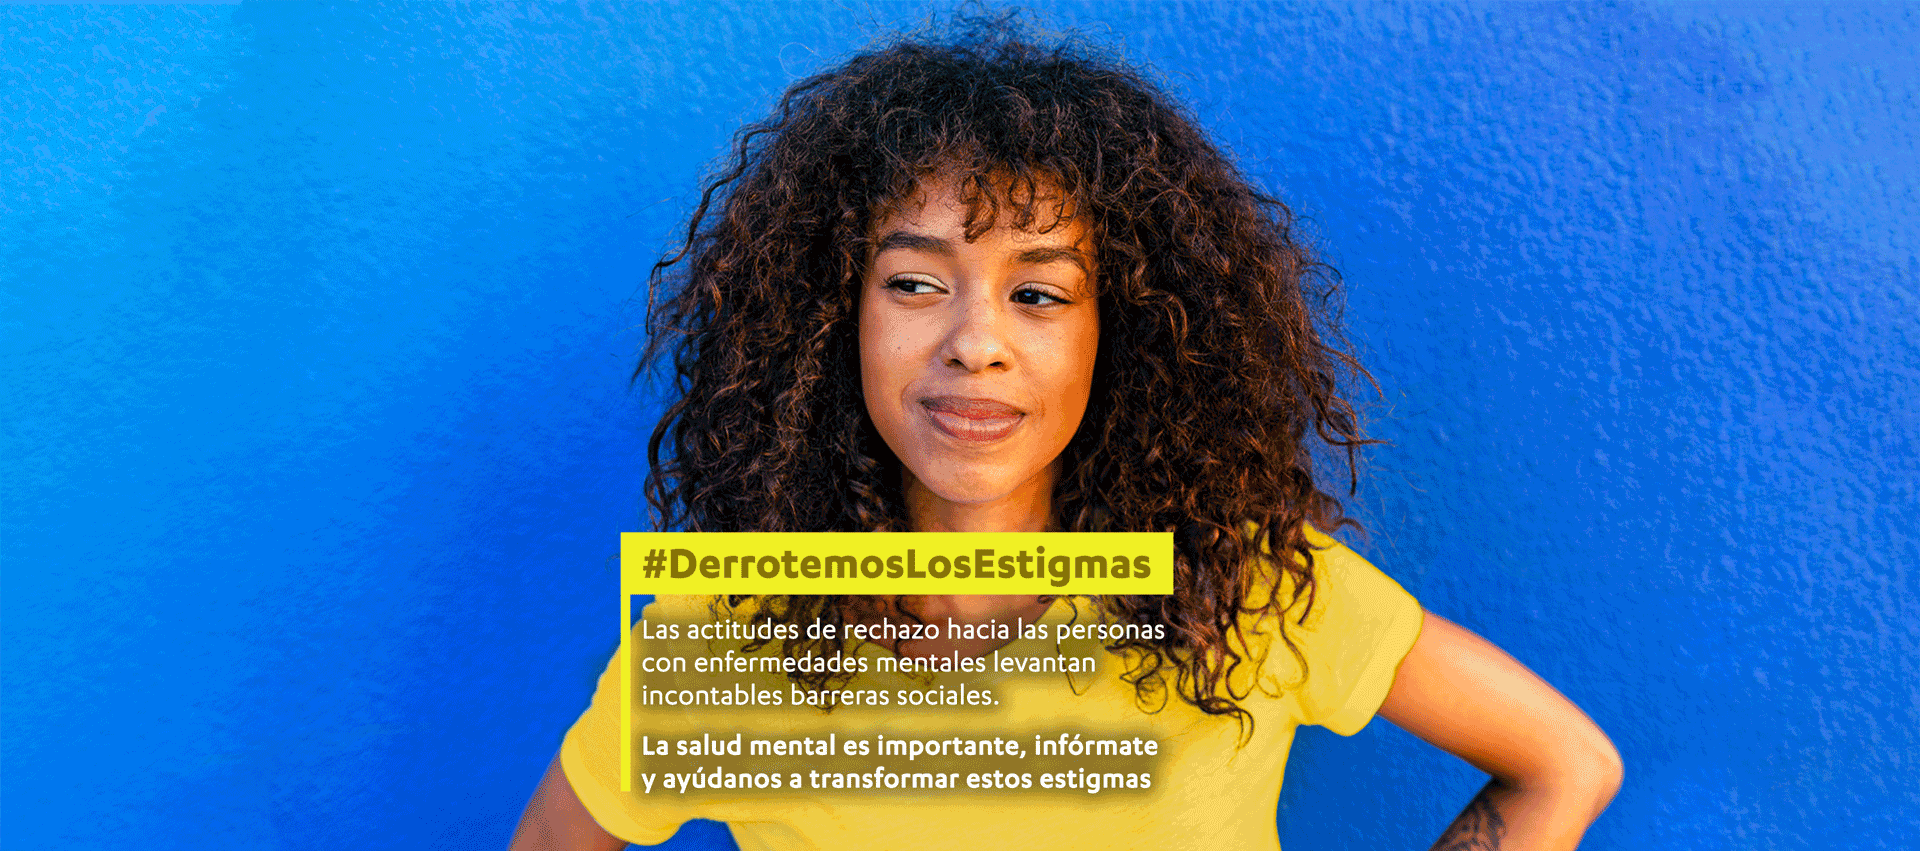 #DerrotemosLosEstigmas
Las actitudes de rechazo hacia las personas
con enfermedades mentales levantan
incontables barreras sociales.
La salud mental es importante, infórmate
y ayúdanos a transformar estos estigmas